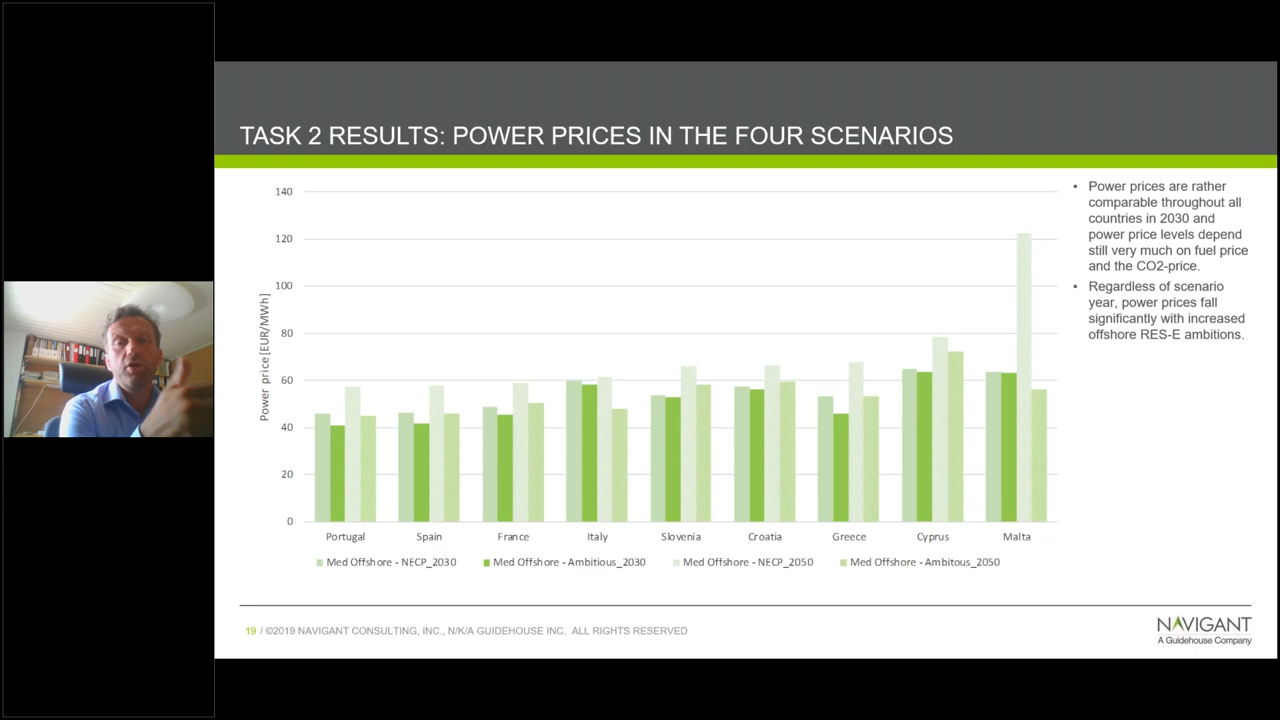 TASK 2 RESULTS: POWER PRICES IN THE FOUR SCENARIOS
Power price [EUR/MWh]
140
120
100
80
60
40
20
0
Portugal Spain France Italy Slovenia Croatia Greece Cyprus Malta
Med Offshore - NECP_2030 Med Offshore - Ambitious_2030 Med Offshore - NECP_2050 Med Offshore - Ambitous_2050
• Power prices are rather
comparable throughout all
countries in 2030 and
power price levels depend
still very much on fuel price
and the CO2-price.
• Regardless of scenario
year, power prices fall
significantly with increased
offshore RES-E ambitions.
19 / ©2019 NAVIGANT CONSULTING, INC., N/K/A GUIDEHOUSE INC. ALL RIGHTS RESERVED
NAVIGANT
A Guidehouse Company